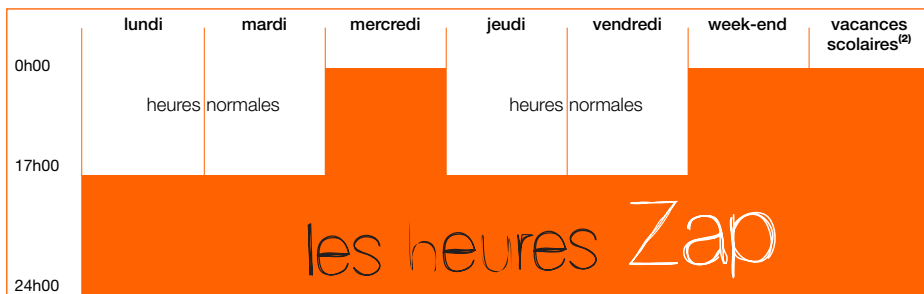 lundi mardi mercredi jeudi vendredi week-end vacances
scolaires(2)
0h00
heures normales heures normales
17h00
les heures Zap
24h00